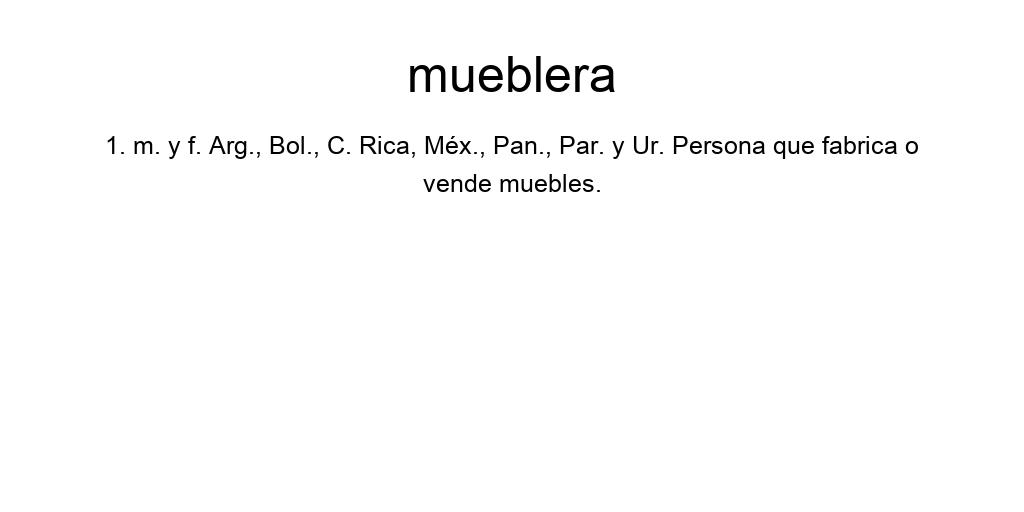 mueblera
1. m. y f. Arg., Bol., C. Rica, Méx., Pan., Par. y Ur. Persona que fabrica o
vende muebles.